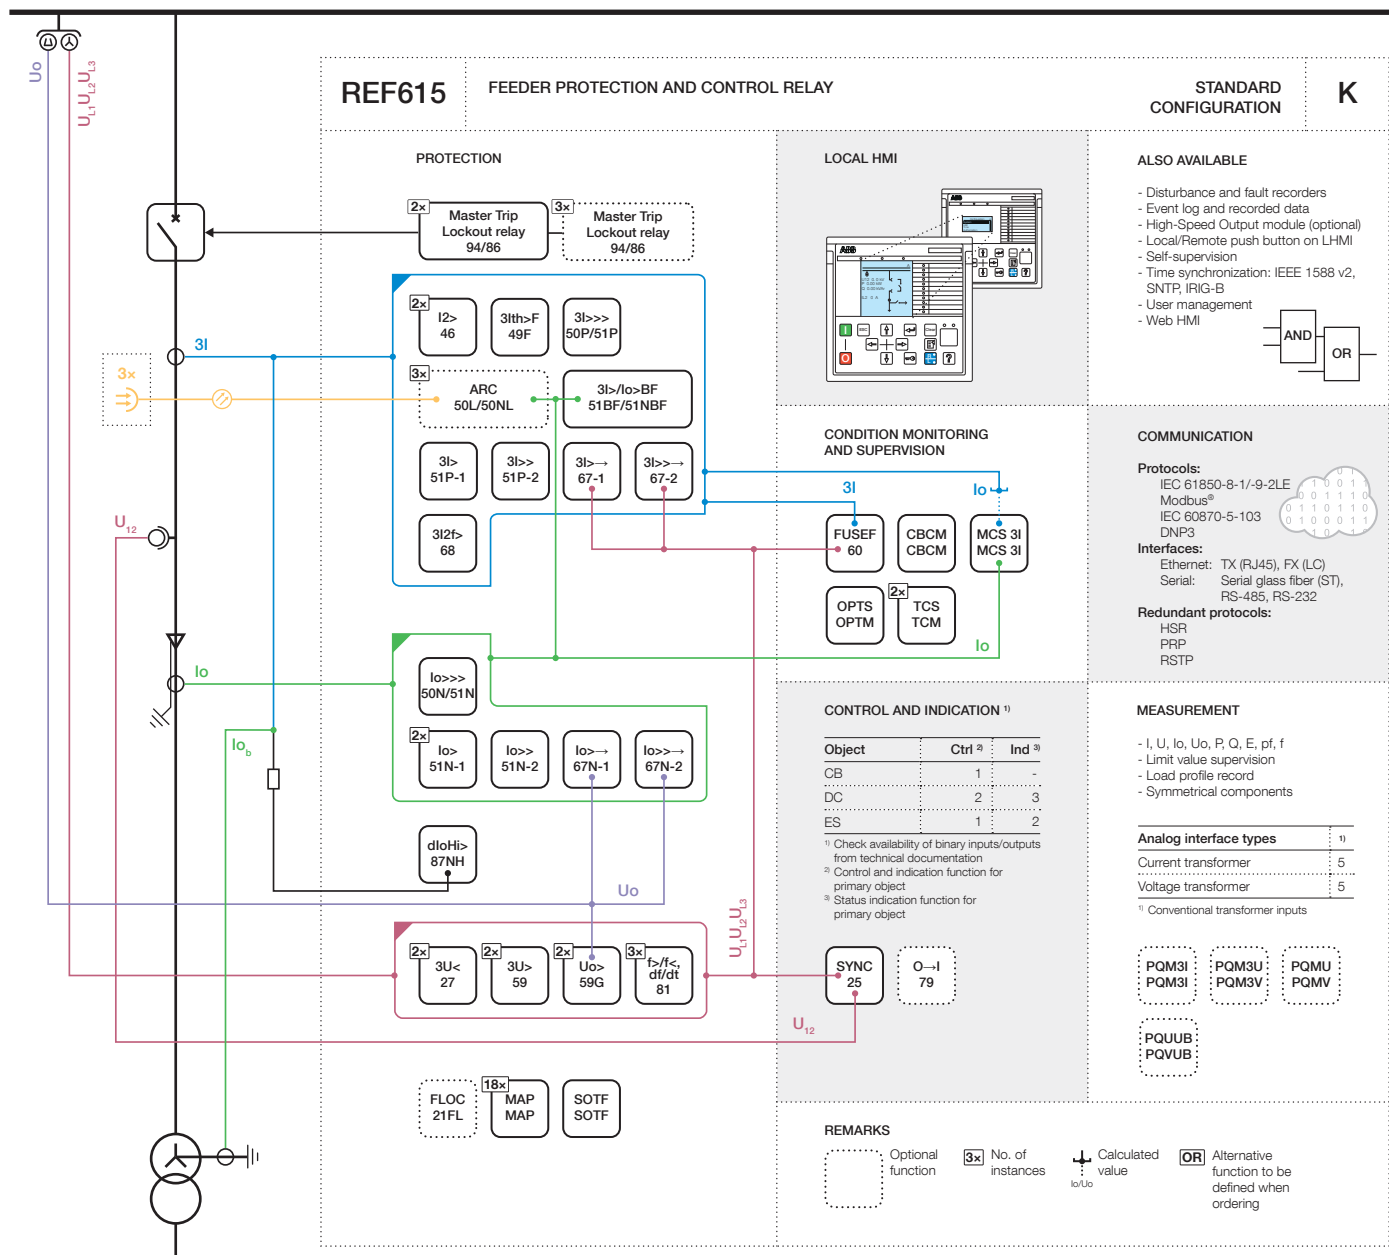 REF615
FEEDER PROTECTION AND CONTROL RELAY
STANDARD
CONFIGURATION
K
Uo
UL1UL2UL3
PROTECTION
2×
Master Trip
Lockout relay
94/86
3×
Master Trip
Lockout relay
94/86
3I
3×
2×
I2>
46
3Ith>F
49F
3I>>>
50P/51P
3×
ARC
50L/50NL
3I>/Io>BF
51BF/51NBF
3I>
51P-1
3I>>
51P-2
3I>→
67-1
3I>>→
67-2
3I2f>
68
U12
Io
Io>>>
50N/51N
2×
Io>
51N-1
Io>>
51N-2
Io>→
67N-1
Io>>→
67N-2
Iob
dIoHi>
87NH
Uo
UL1UL2UL3
2×
3U<
27
2×
3U>
59
2×
Uo>
59G
3×
f>/f<,
df/dt
81
U12
FLOC
21FL
18×
MAP
MAP
SOTF
SOTF
LOCAL HMI
ABB
ABB
ESC
CONDITION MONITORING
AND SUPERVISION
3I
Io
FUSEF
60
CBCM
CBCM
MCS 3I
MCS 3I
OPTS
OPTM
2×
TCS
TCM
Io
CONTROL AND INDICATION 1)
Object Ctrl 2) Ind 3)
CB 1 -
DC 2 3
ES 1 2
1) Check availability of binary inputs/outputs
from technical documentation
2) Control and indication function for
primary object
3) Status indication function for
primary object
SYNC
25
O→I
79
ALSO AVAILABLE
- Disturbance and fault recorders
- Event log and recorded data
- High-Speed Output module (optional)
- Local/Remote push button on LHMI
- Self-supervision
- Time synchronization: IEEE 1588 v2,
SNTP, IRIG-B
- User management
- Web HMI
AND
OR
COMMUNICATION
Protocols:
IEC 61850-8-1/-9-2LE
Modbus®
IEC 60870-5-103
DNP3
Interfaces:
Ethernet: TX (RJ45), FX (LC)
Serial: Serial glass fiber (ST),
RS-485, RS-232
Redundant protocols:
HSR
PRP
RSTP
MEASUREMENT
- I, U, Io, Uo, P, Q, E, pf, f
- Limit value supervision
- Load profile record
- Symmetrical components
Analog interface types 1)
Current transformer 5
Voltage transformer 5
1) Conventional transformer inputs
PQM3I
PQM3I
PQM3U
PQM3V
PQMU
PQMV
PQUUB
PQVUB
REMARKS
Optional
function
3×
No. of
instances
Io/Uo
Calculated
value
OR
Alternative
function to be
defined when
ordering